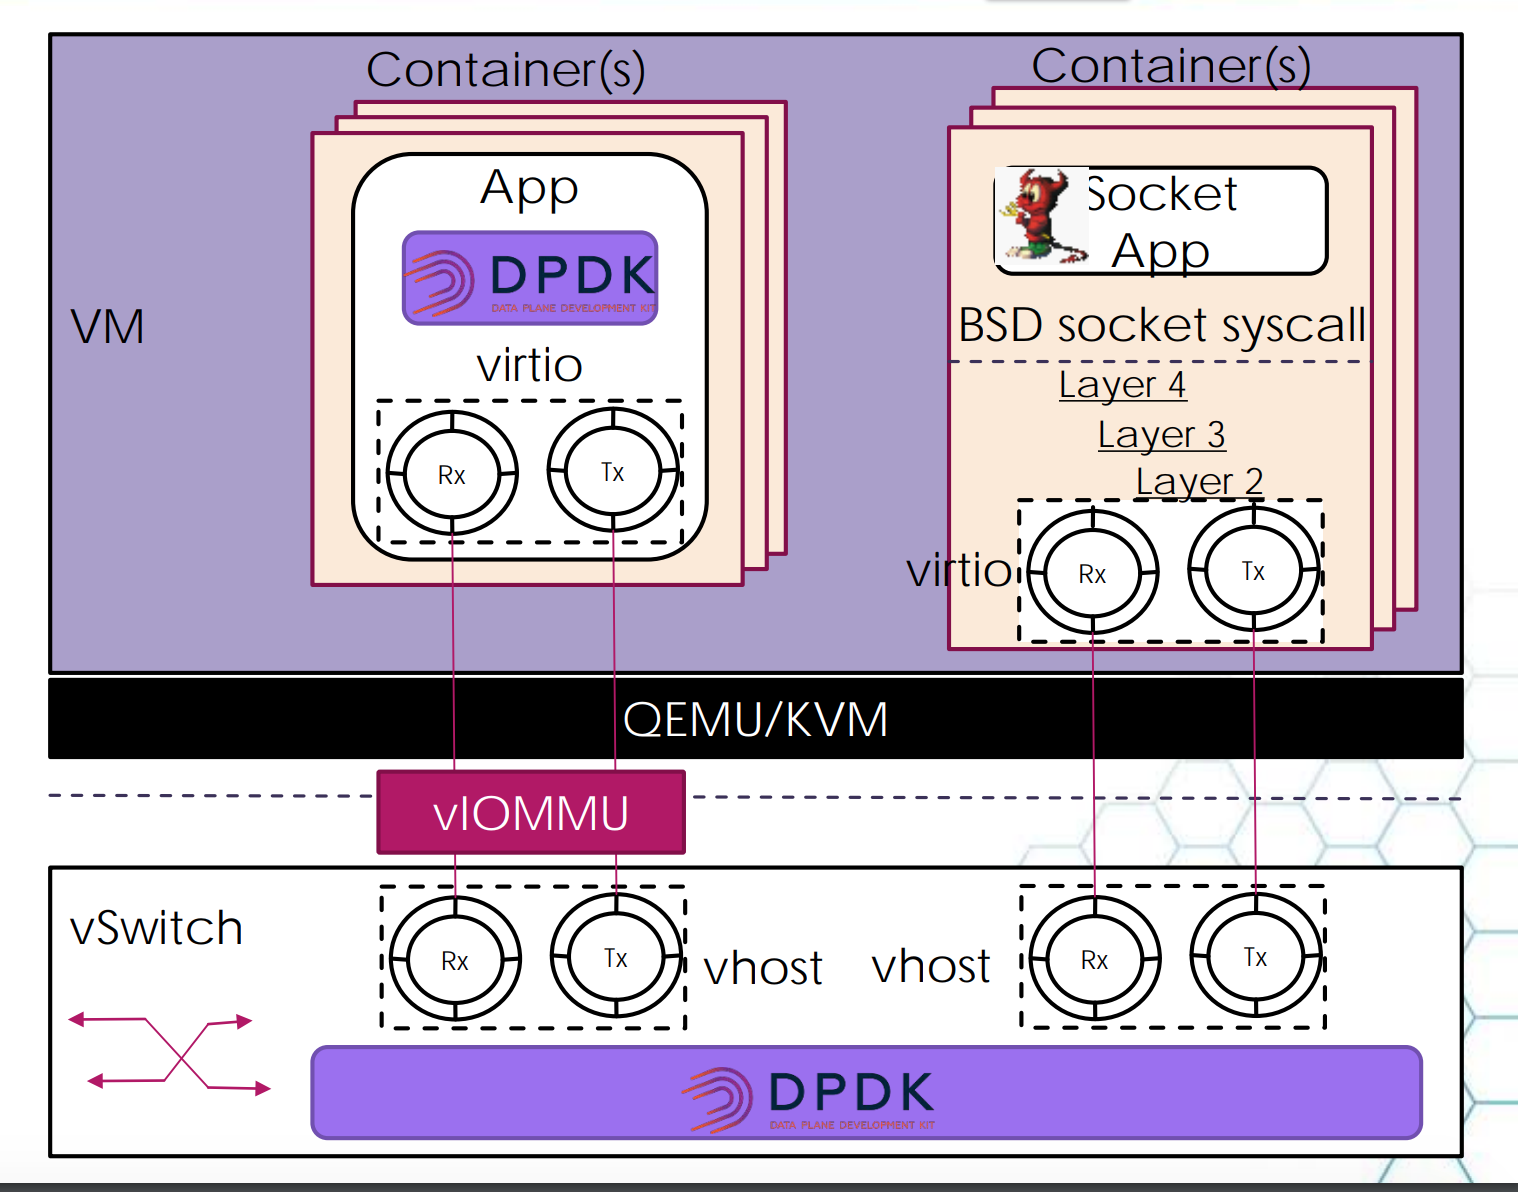 Container(s)
App
DPDK
DATA PLANE DEVELOPMENT KIT
virtio
Rx
Tx
VM
Container(s)
Socket
App
BSD socket syscall
Layer 4
Layer 3
Layer 2
virtio
Rx
Tx
QEMU/KVM
vIOMMU
vSwitch
Rx
Tx
vhost
vhost
Rx
Tx
DPDK
DATA PLANE DEVELOPMENT KIT